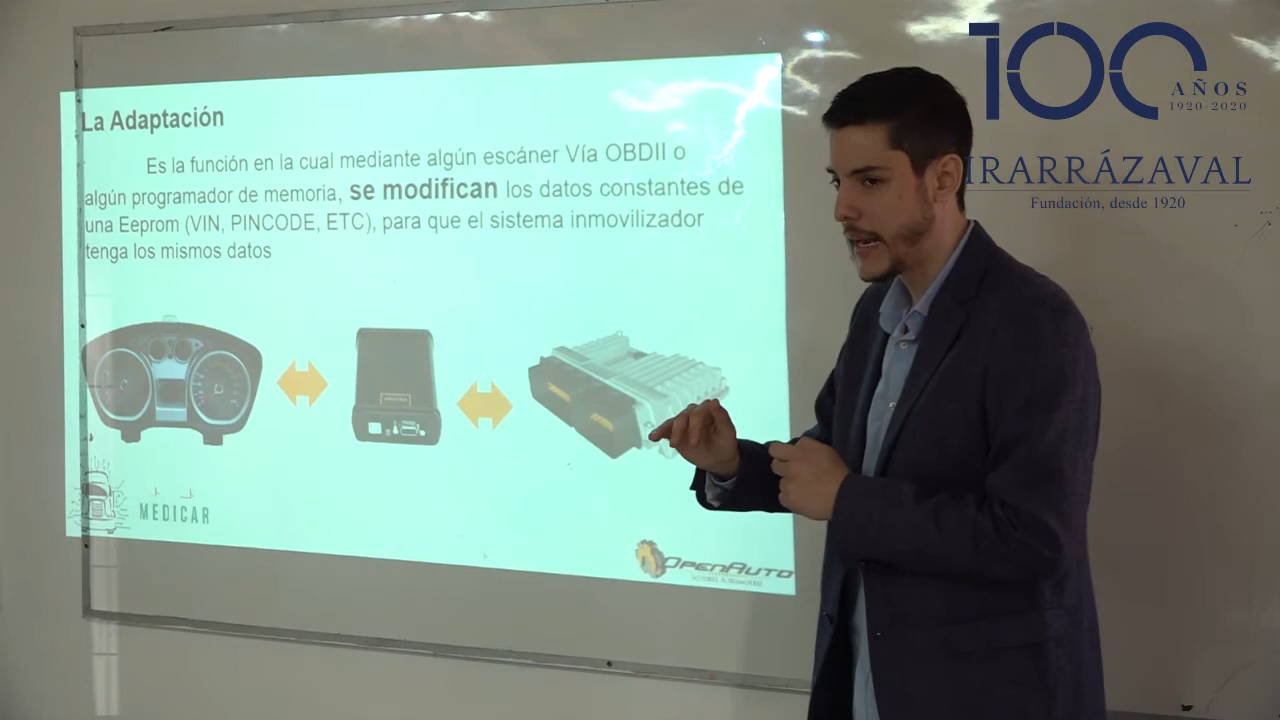 La Adaptación
Es la función en la cual mediante algún escáner Vía OBDII o
algún programador de memoria, se modifican los datos constantes de
una Eeprom (VIN, PINCODE, ETC), para que el sistema inmovilizador
tenga los mismos datos
MEDICAR
OPENAUTO
100
AÑOS
1920-2020
IRARRÁZAVAL
Fundación, desde 1920